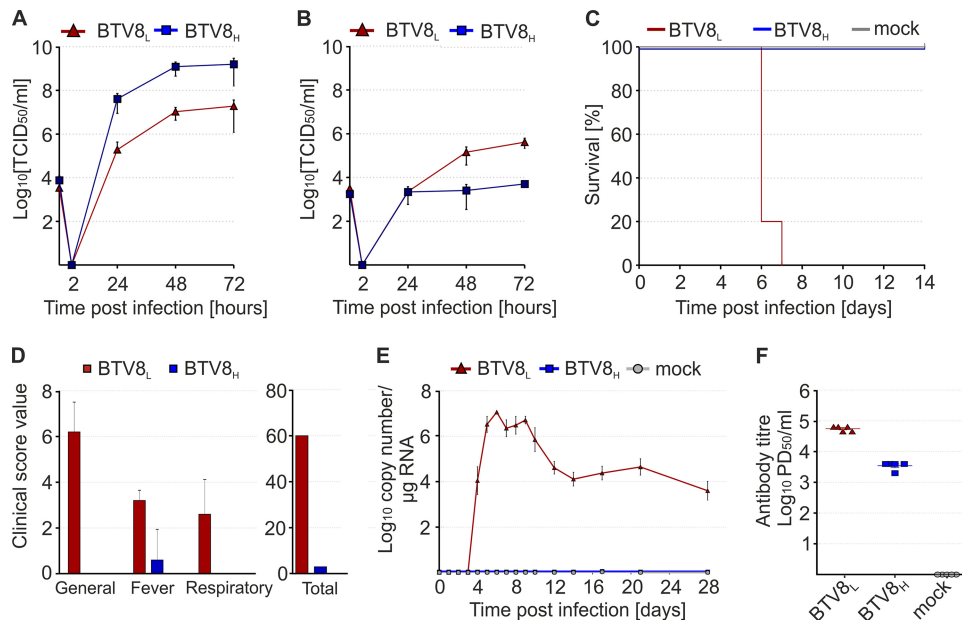 A
BTV8L BTV8H
Log10[TCID50/ml]
10
8
6
4
2
2 24 48 72
Time post infection [hours]
B
BTV8L BTV8H
Log10[TCID50/ml]
10
8
6
4
2
2 24 48 72
Time post infection [hours]
C
BTV8L BTV8H mock
Survival [%]
100
80
60
40
20
0
0 2 4 6 8 10 12 14
Time post infection [days]
D
BTV8L BTV8H
Clinical score value
8
6
4
2
0
General Fever Respiratory
80
60
40
20
0
Total
E
BTV8L BTV8H mock
Log10 copy number/
µg RNA
8
6
4
2
0 4 8 12 16 20 24 28
Time post infection [days]
F
Antibody titre
Log10 PD50/ml
6
5
4
3
2
1
BTV8L BTV8H mock